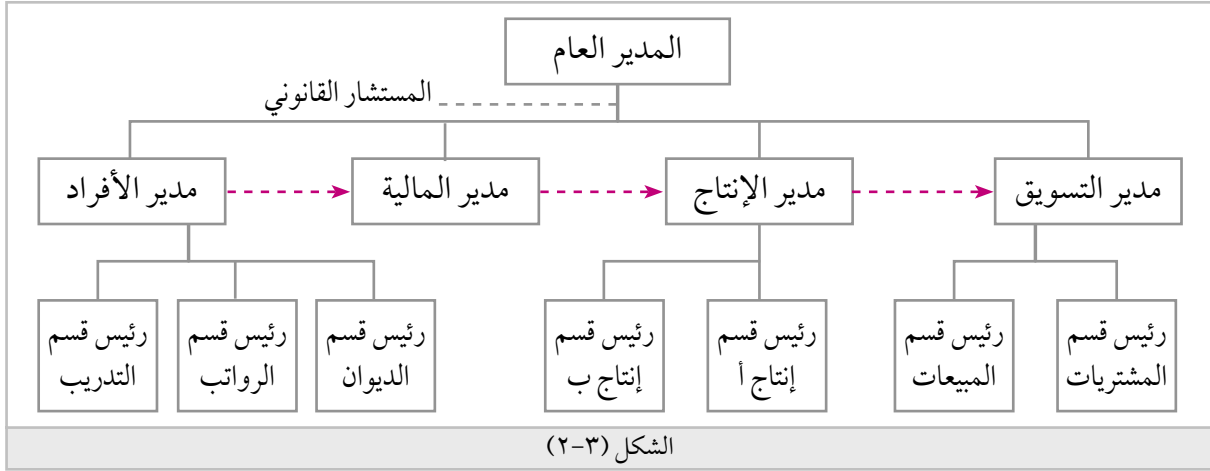 المدير العام
المستشار القانوني
مدير التسويق
مدير الإنتاج
مدير المالية
مدير الأفراد
رئيس قسم
المشتريات
رئيس قسم
المبيعات
رئيس قسم
إنتاج أ
رئيس قسم
إنتاج ب
رئيس قسم
الديوان
رئيس قسم
الرواتب
رئيس قسم
التدريب
الشكل (٣-٢)